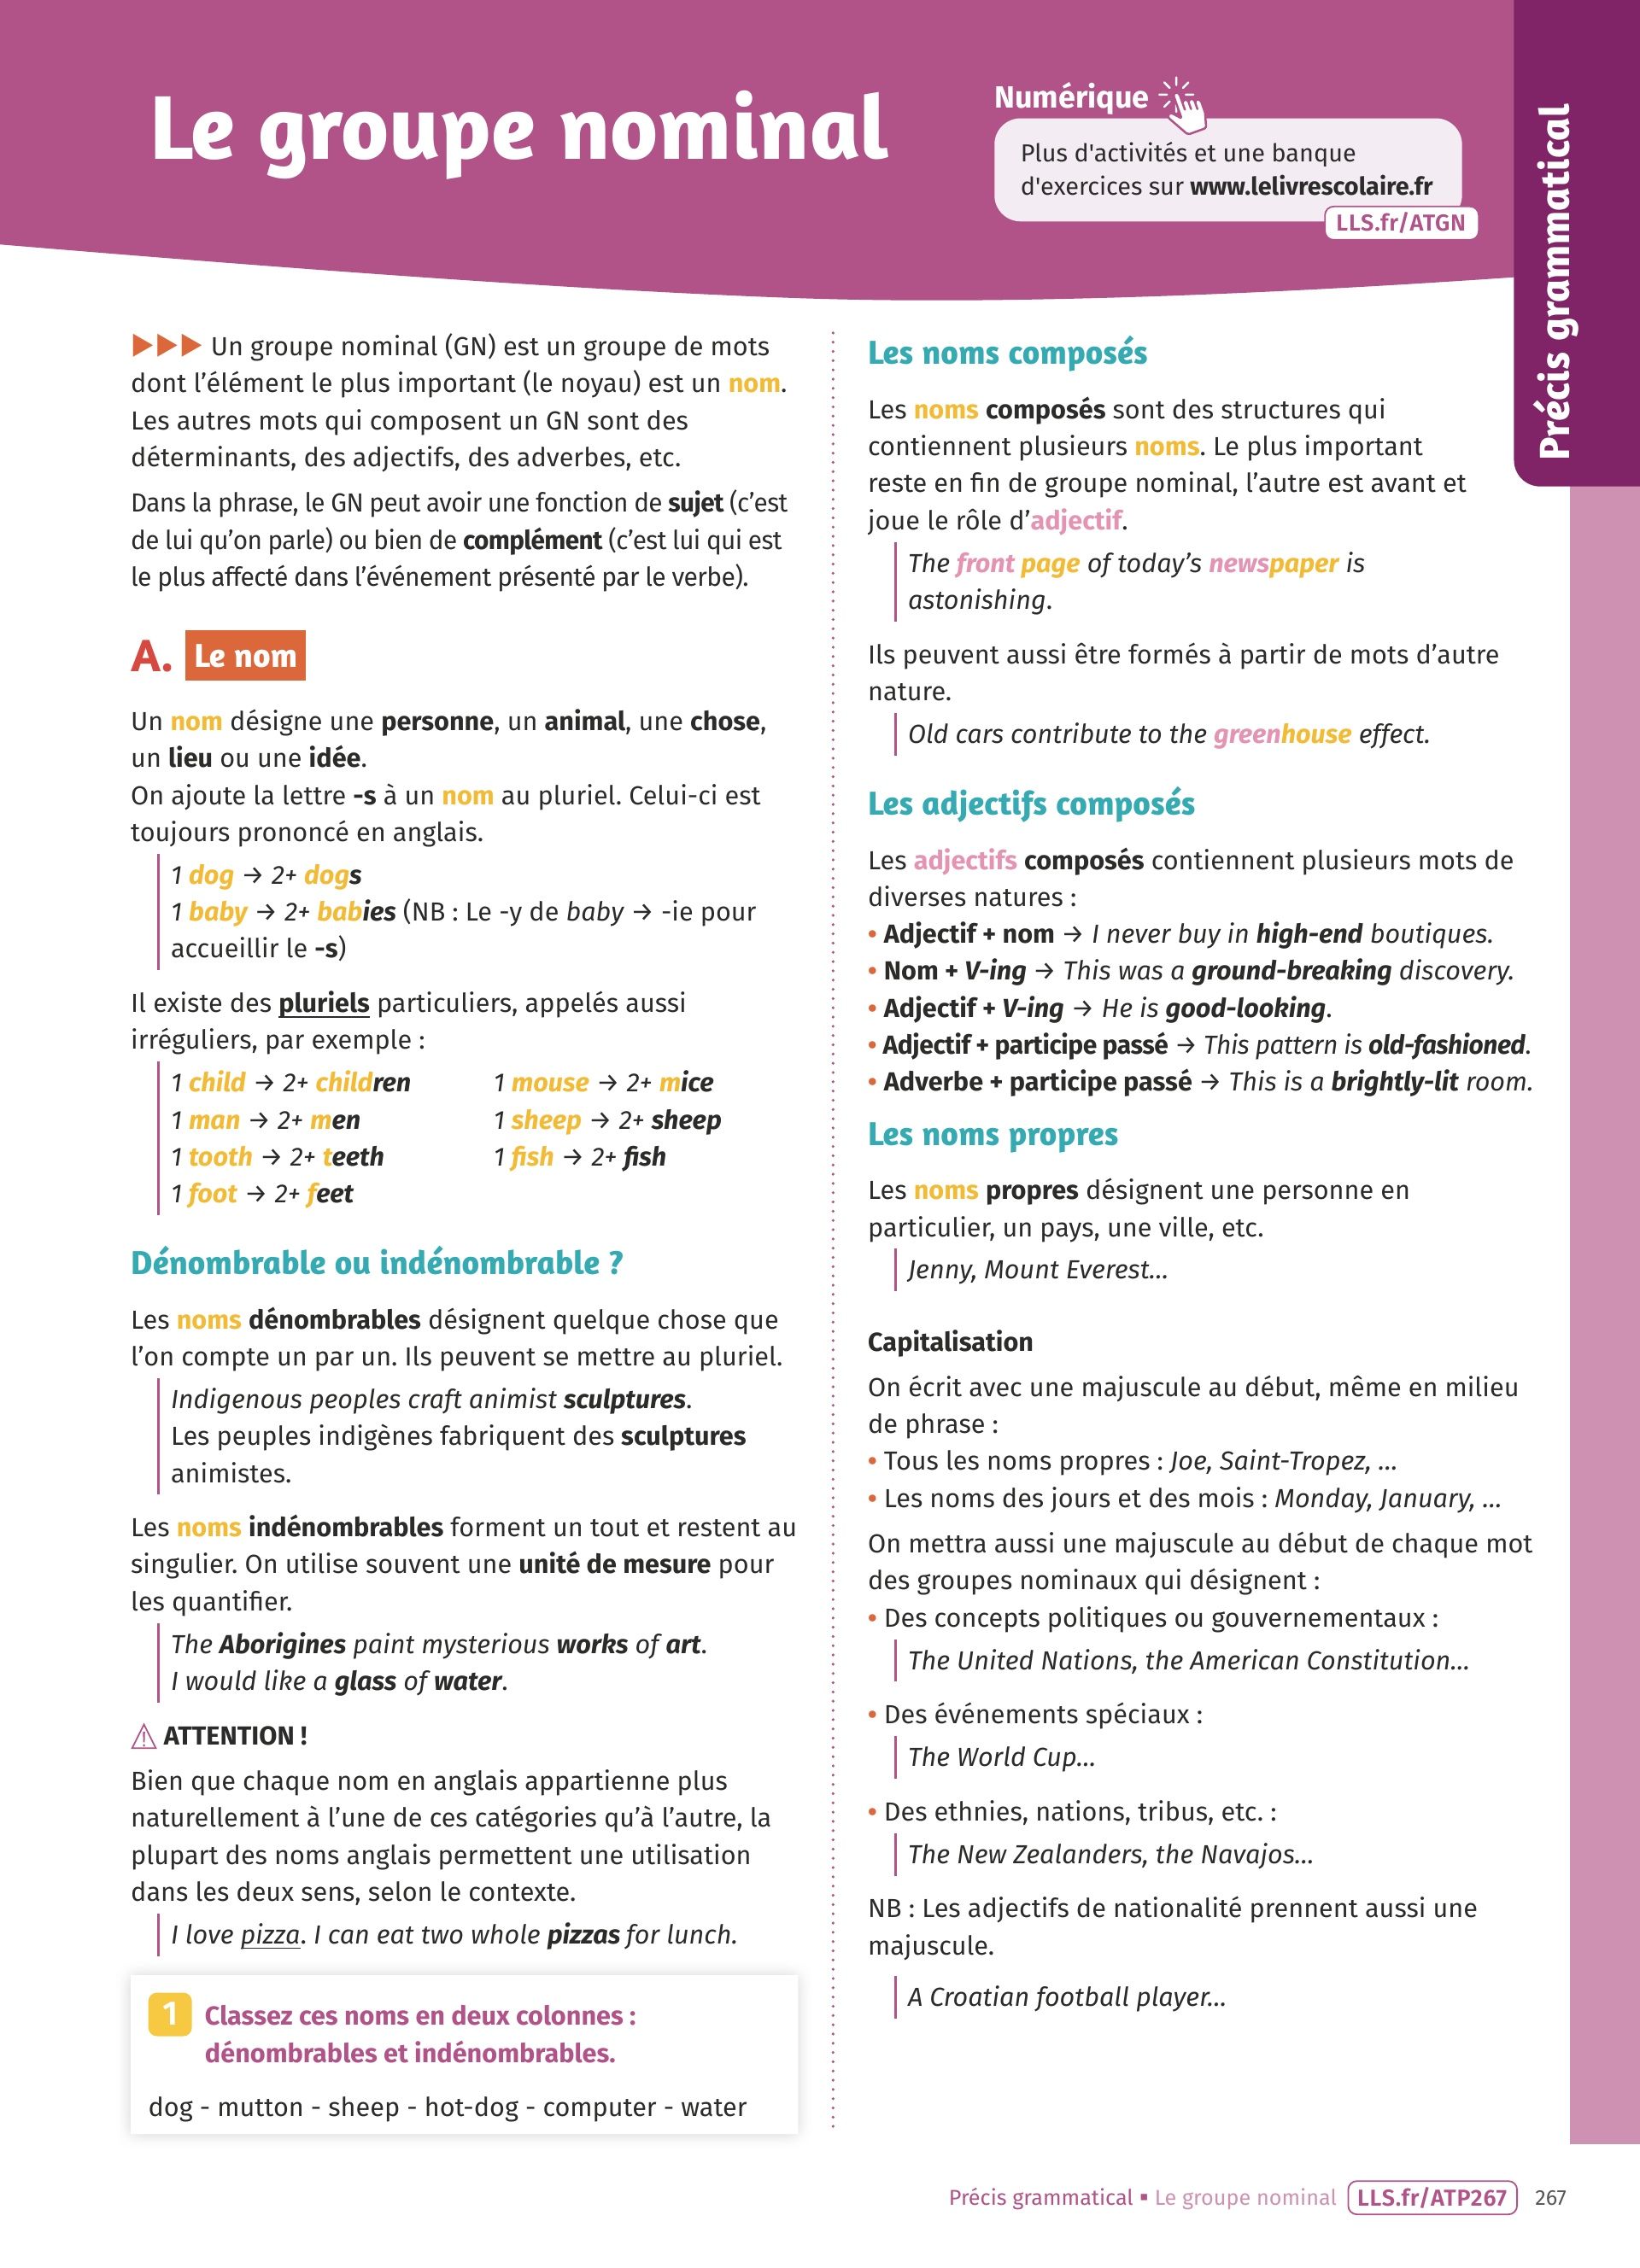 Le groupe nominal
Numérique
Plus d'activités et une banque
d'exercices sur www.lelivrescolaire.fr
LLS.fr/ATGN
Précis grammatical
▶▶▶ Un groupe nominal (GN) est un groupe de mots
dont l’élément le plus important (le noyau) est un nom.
Les autres mots qui composent un GN sont des
déterminants, des adjectifs, des adverbes, etc.
Dans la phrase, le GN peut avoir une fonction de sujet (c’est
de lui qu’on parle) ou bien de complément (c’est lui qui est
le plus affecté dans l’événement présenté par le verbe).
A. Le nom
Un nom désigne une personne, un animal, une chose,
un lieu ou une idée.
On ajoute la lettre -s à un nom au pluriel. Celui-ci est
toujours prononcé en anglais.
1 dog → 2+ dogs
1 baby → 2+ babies (NB : Le -y de baby → -ie pour
accueillir le -s)
Il existe des pluriels particuliers, appelés aussi
irréguliers, par exemple :
1 child → 2+ children
1 man → 2+ men
1 tooth → 2+ teeth
1 foot → 2+ feet
1 mouse → 2+ mice
1 sheep → 2+ sheep
1 fish → 2+ fish
Dénombrable ou indénombrable ?
Les noms dénombrables désignent quelque chose que
l’on compte un par un. Ils peuvent se mettre au pluriel.
Indigenous peoples craft animist sculptures.
Les peuples indigènes fabriquent des sculptures
animistes.
Les noms indénombrables forment un tout et restent au
singulier. On utilise souvent une unité de mesure pour
les quantifier.
The Aborigines paint mysterious works of art.
I would like a glass of water.
⚠ ATTENTION !
Bien que chaque nom en anglais appartienne plus
naturellement à l’une de ces catégories qu’à l’autre, la
plupart des noms anglais permettent une utilisation
dans les deux sens, selon le contexte.
I love pizza. I can eat two whole pizzas for lunch.
1 Classez ces noms en deux colonnes :
dénombrables et indénombrables.
dog - mutton - sheep - hot-dog - computer - water
Les noms composés
Les noms composés sont des structures qui
contiennent plusieurs noms. Le plus important
reste en fin de groupe nominal, l’autre est avant et
joue le rôle d’adjectif.
The front page of today’s newspaper is
astonishing.
Ils peuvent aussi être formés à partir de mots d’autre
nature.
Old cars contribute to the greenhouse effect.
Les adjectifs composés
Les adjectifs composés contiennent plusieurs mots de
diverses natures :
• Adjectif + nom → I never buy in high-end boutiques.
• Nom + V-ing → This was a ground-breaking discovery.
• Adjectif + V-ing → He is good-looking.
• Adjectif + participe passé → This pattern is old-fashioned.
• Adverbe + participe passé → This is a brightly-lit room.
Les noms propres
Les noms propres désignent une personne en
particulier, un pays, une ville, etc.
Jenny, Mount Everest...
Capitalisation
On écrit avec une majuscule au début, même en milieu
de phrase :
• Tous les noms propres : Joe, Saint-Tropez, ...
• Les noms des jours et des mois : Monday, January, ...
On mettra aussi une majuscule au début de chaque mot
des groupes nominaux qui désignent :
• Des concepts politiques ou gouvernementaux :
The United Nations, the American Constitution...
• Des événements spéciaux :
The World Cup...
• Des ethnies, nations, tribus, etc. :
The New Zealanders, the Navajos...
NB : Les adjectifs de nationalité prennent aussi une
majuscule.
A Croatian football player...
Précis grammatical ▪ Le groupe nominal LLS.fr/ATP267 267